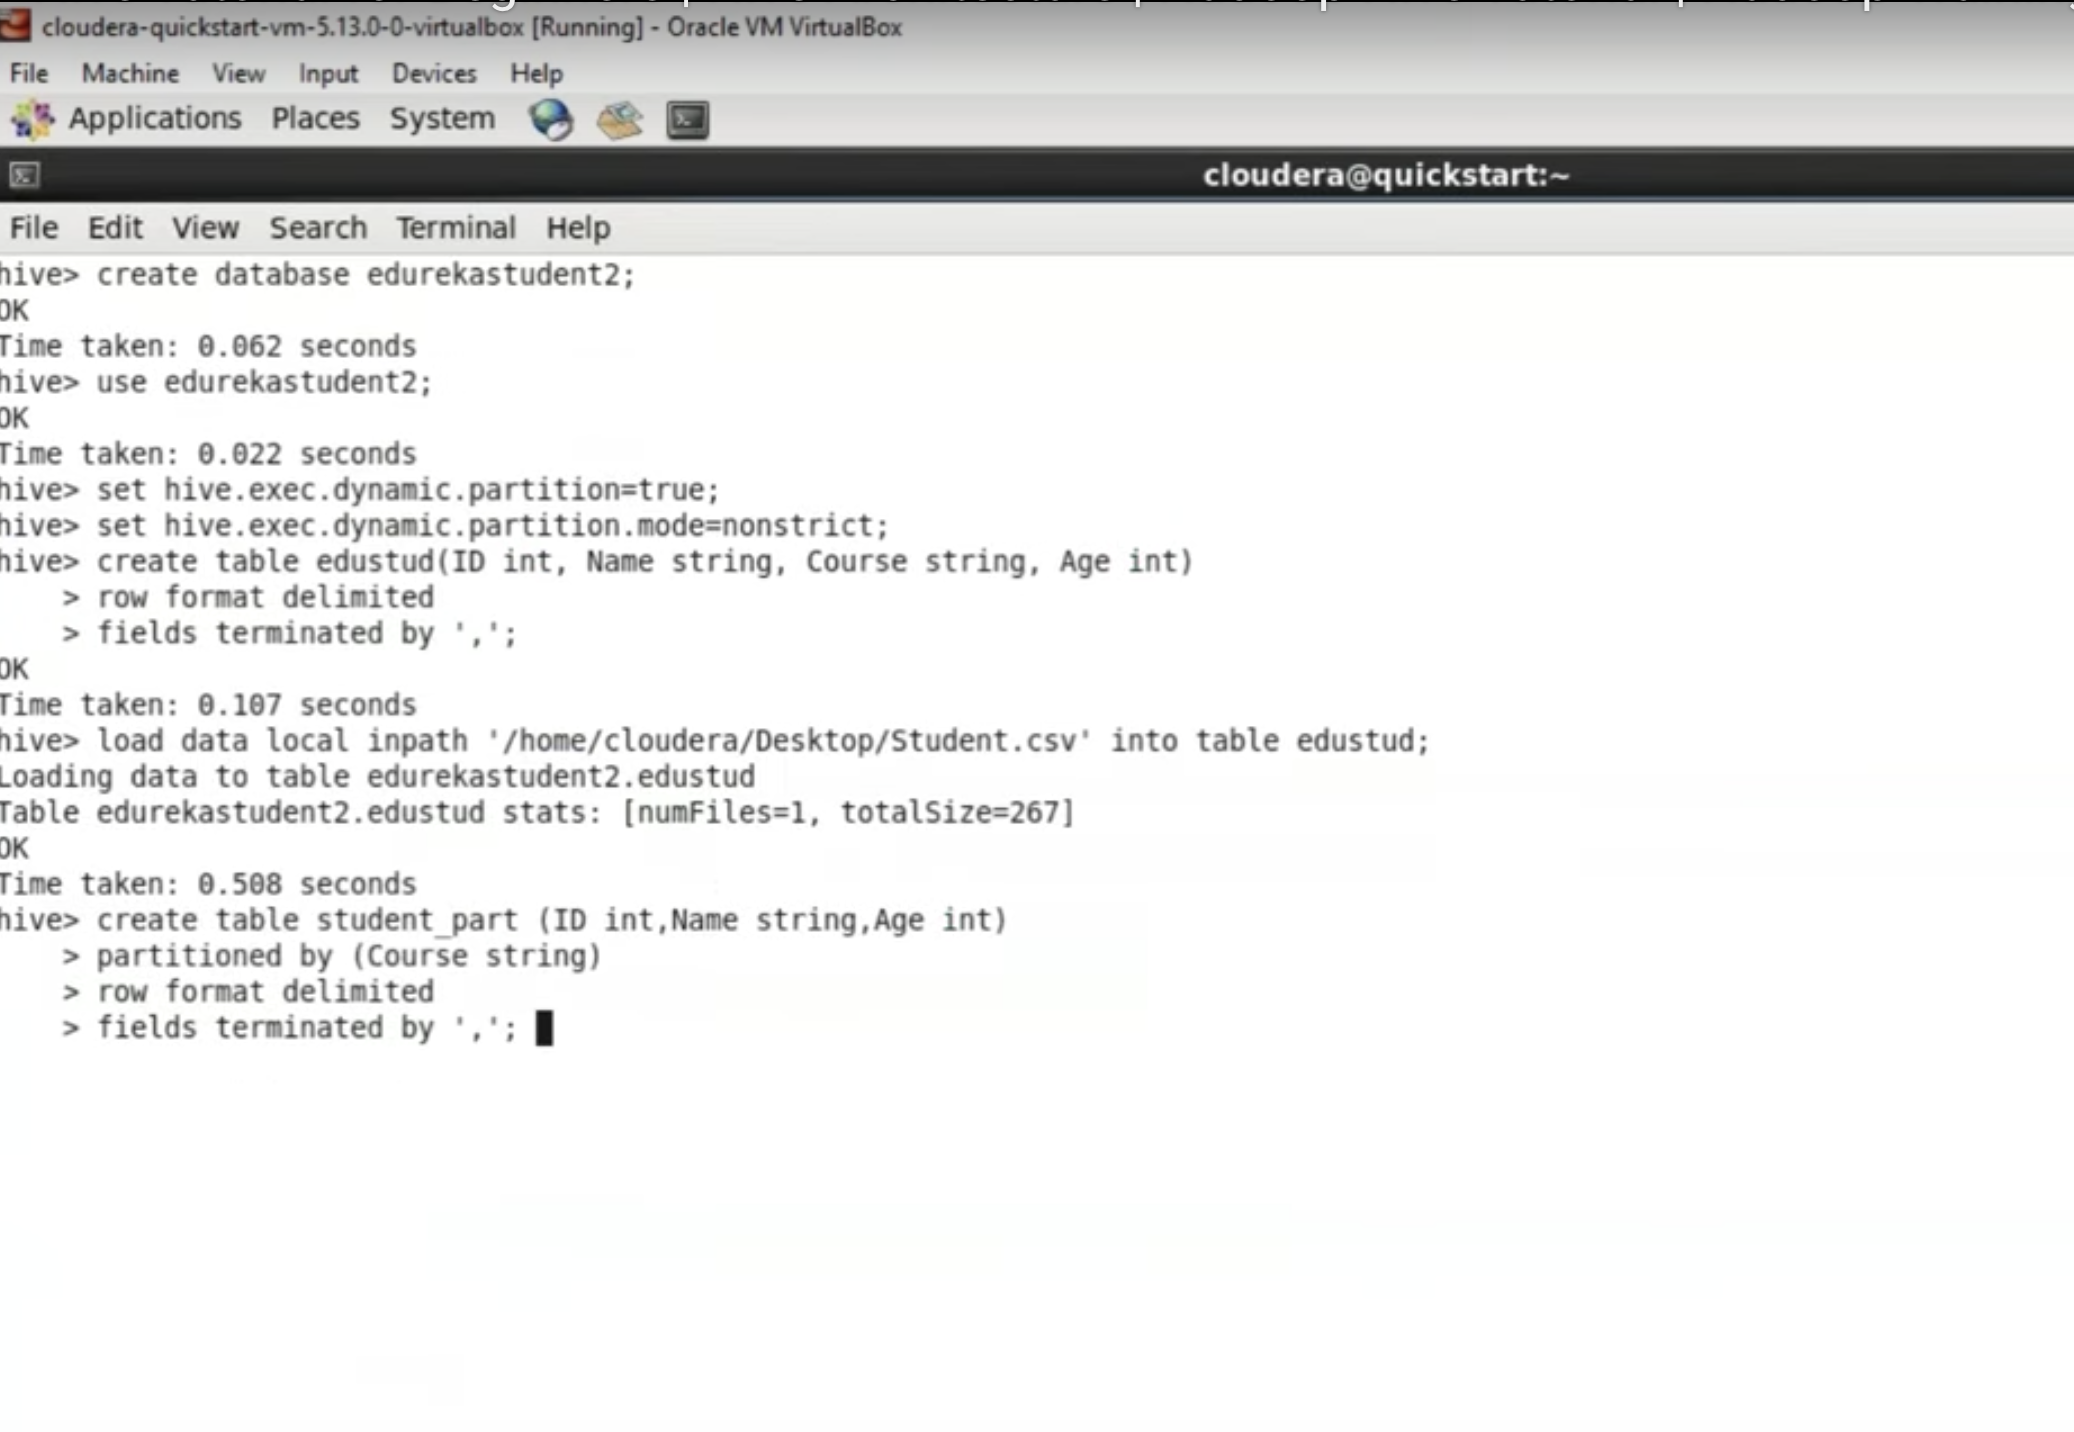 cloudera-quickstart-vm-5.13.0-0-virtualbox [Running] - Oracle VM VirtualBox
File Machine View Input Devices Help
Applications Places System
cloudera@quickstart:~
File Edit View Search Terminal Help
hive> create database edurekastudent2;
OK
Time taken: 0.062 seconds
hive> use edurekastudent2;
OK
Time taken: 0.022 seconds
hive> set hive.exec.dynamic.partition=true;
hive> set hive.exec.dynamic.partition.mode=nonstrict;
hive> create table edustud(ID int, Name string, Course string, Age int)
> row format delimited
> fields terminated by ',';
OK
Time taken: 0.107 seconds
hive> load data local inpath '/home/cloudera/Desktop/Student.csv' into table edustud;
Loading data to table edurekastudent2.edustud
Table edurekastudent2.edustud stats: [numFiles=1, totalSize=267]
OK
Time taken: 0.508 seconds
hive> create table student_part (ID int,Name string,Age int)
> partitioned by (Course string)
> row format delimited
> fields terminated by ',';